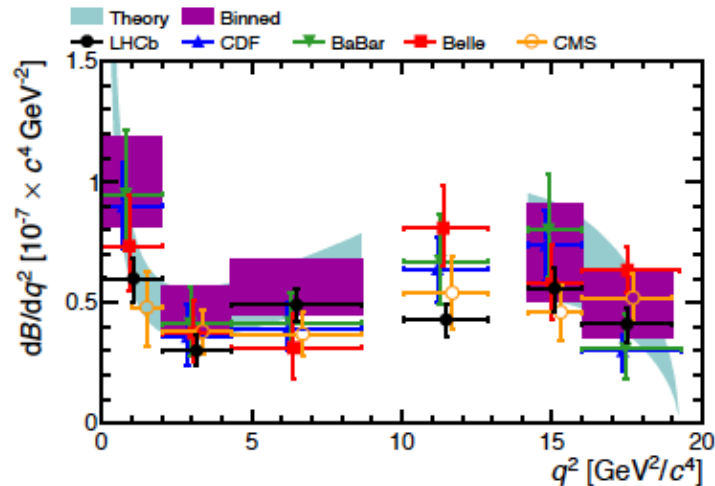 Theory Binned
LHCb CDF BaBar Belle CMS
1.5
1
0.5
0
dB/dq² [10⁻⁷ × c⁴ GeV⁻²]
0 5 10 15 20
q² [GeV²/c⁴]